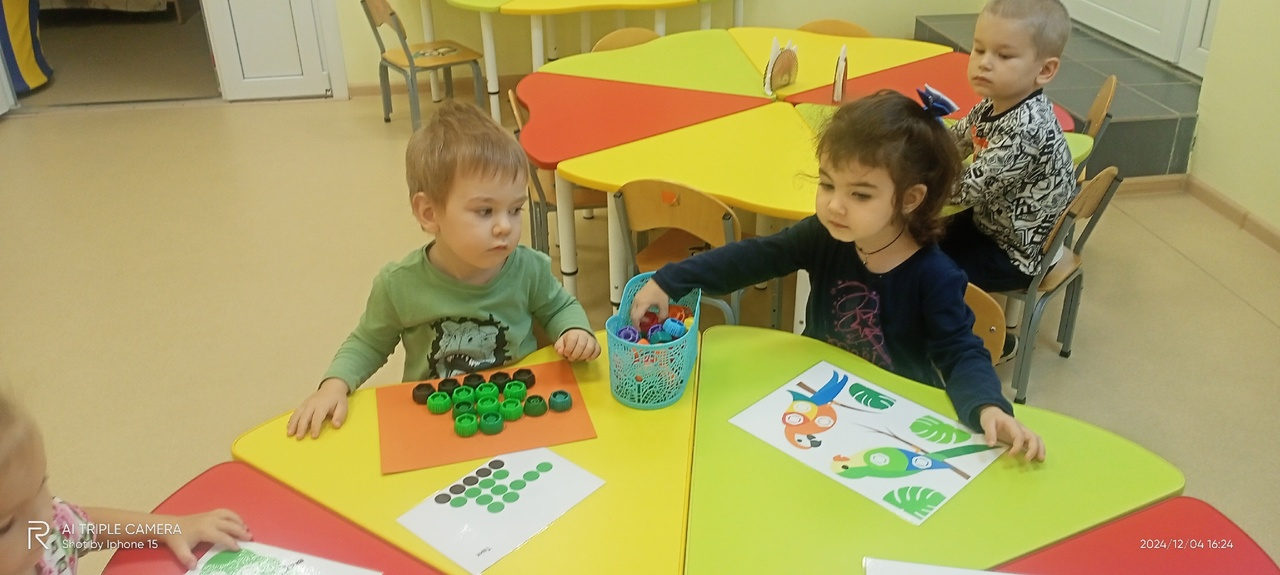 AI TRIPLE CAMERA
Shot by Iphone 15
2024/12/04 16:24